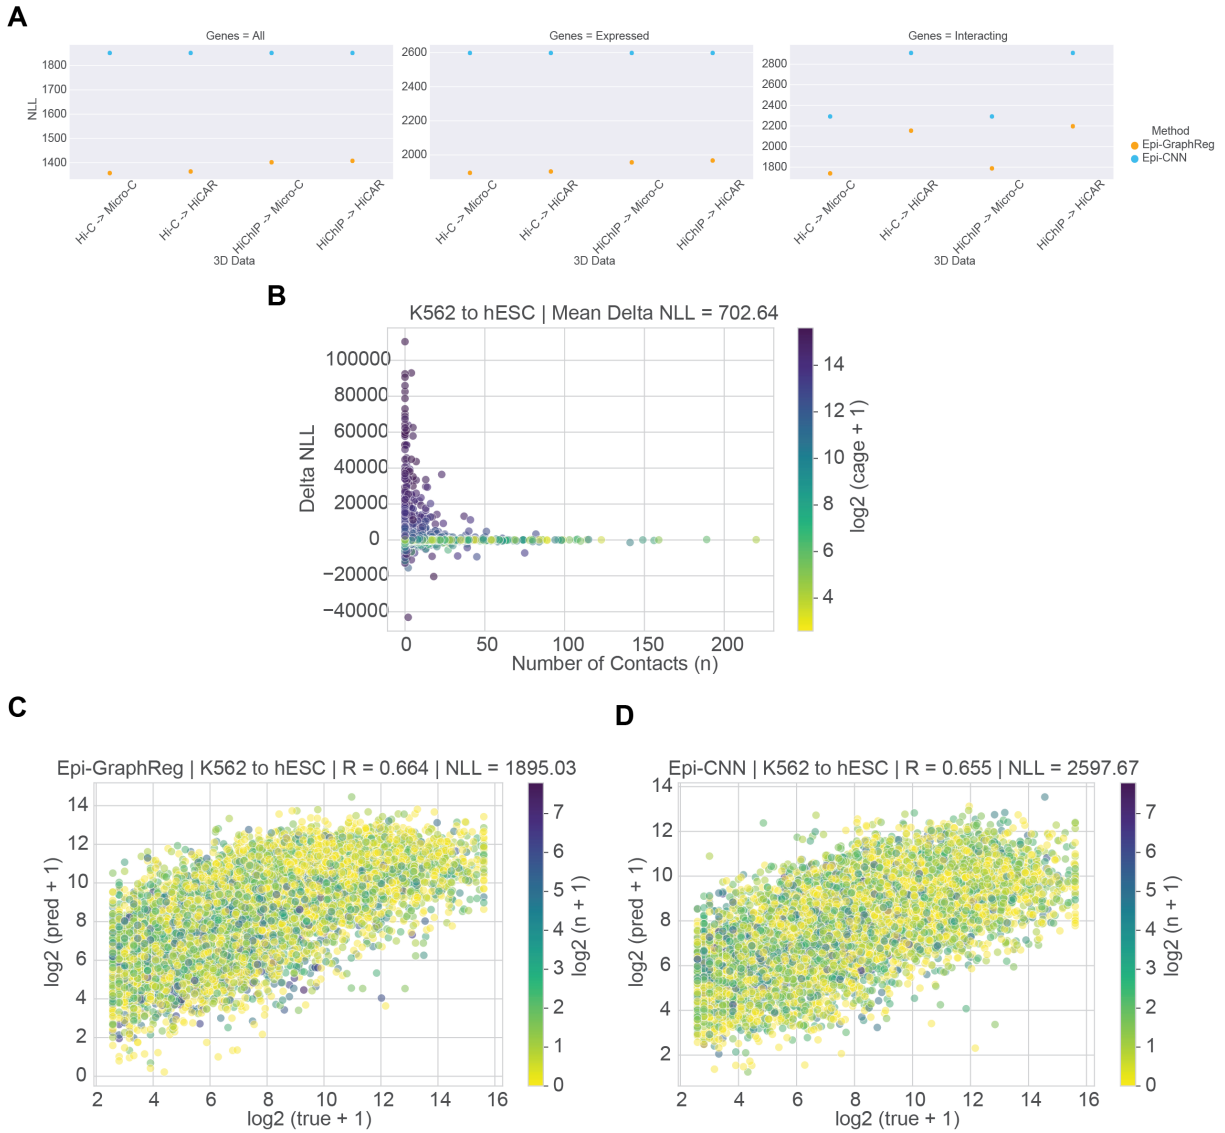 A
Genes = All
Genes = Expressed
Genes = Interacting
NLL
1800
1700
1600
1500
1400
2600
2400
2200
2000
2800
2600
2400
2200
2000
1800
Method
Epi-GraphReg
Epi-CNN
Hi-C -> Micro-C
Hi-C -> HiCAR
HiChIP -> Micro-C
HiChIP -> HiCAR
Hi-C -> Micro-C
Hi-C -> HiCAR
HiChIP -> Micro-C
HiChIP -> HiCAR
Hi-C -> Micro-C
Hi-C -> HiCAR
HiChIP -> Micro-C
HiChIP -> HiCAR
3D Data
3D Data
3D Data
B
K562 to hESC | Mean Delta NLL = 702.64
Delta NLL
100000
80000
60000
40000
20000
0
−20000
−40000
0 50 100 150 200
Number of Contacts (n)
14
12
10
8
6
4
log2 (cage + 1)
C
Epi-GraphReg | K562 to hESC | R = 0.664 | NLL = 1895.03
log2 (pred + 1)
14
12
10
8
6
4
2
0
2 4 6 8 10 12 14 16
log2 (true + 1)
7
6
5
4
3
2
1
0
log2 (n + 1)
D
Epi-CNN | K562 to hESC | R = 0.655 | NLL = 2597.67
log2 (pred + 1)
14
12
10
8
6
4
2
2 4 6 8 10 12 14 16
log2 (true + 1)
7
6
5
4
3
2
1
0
log2 (n + 1)